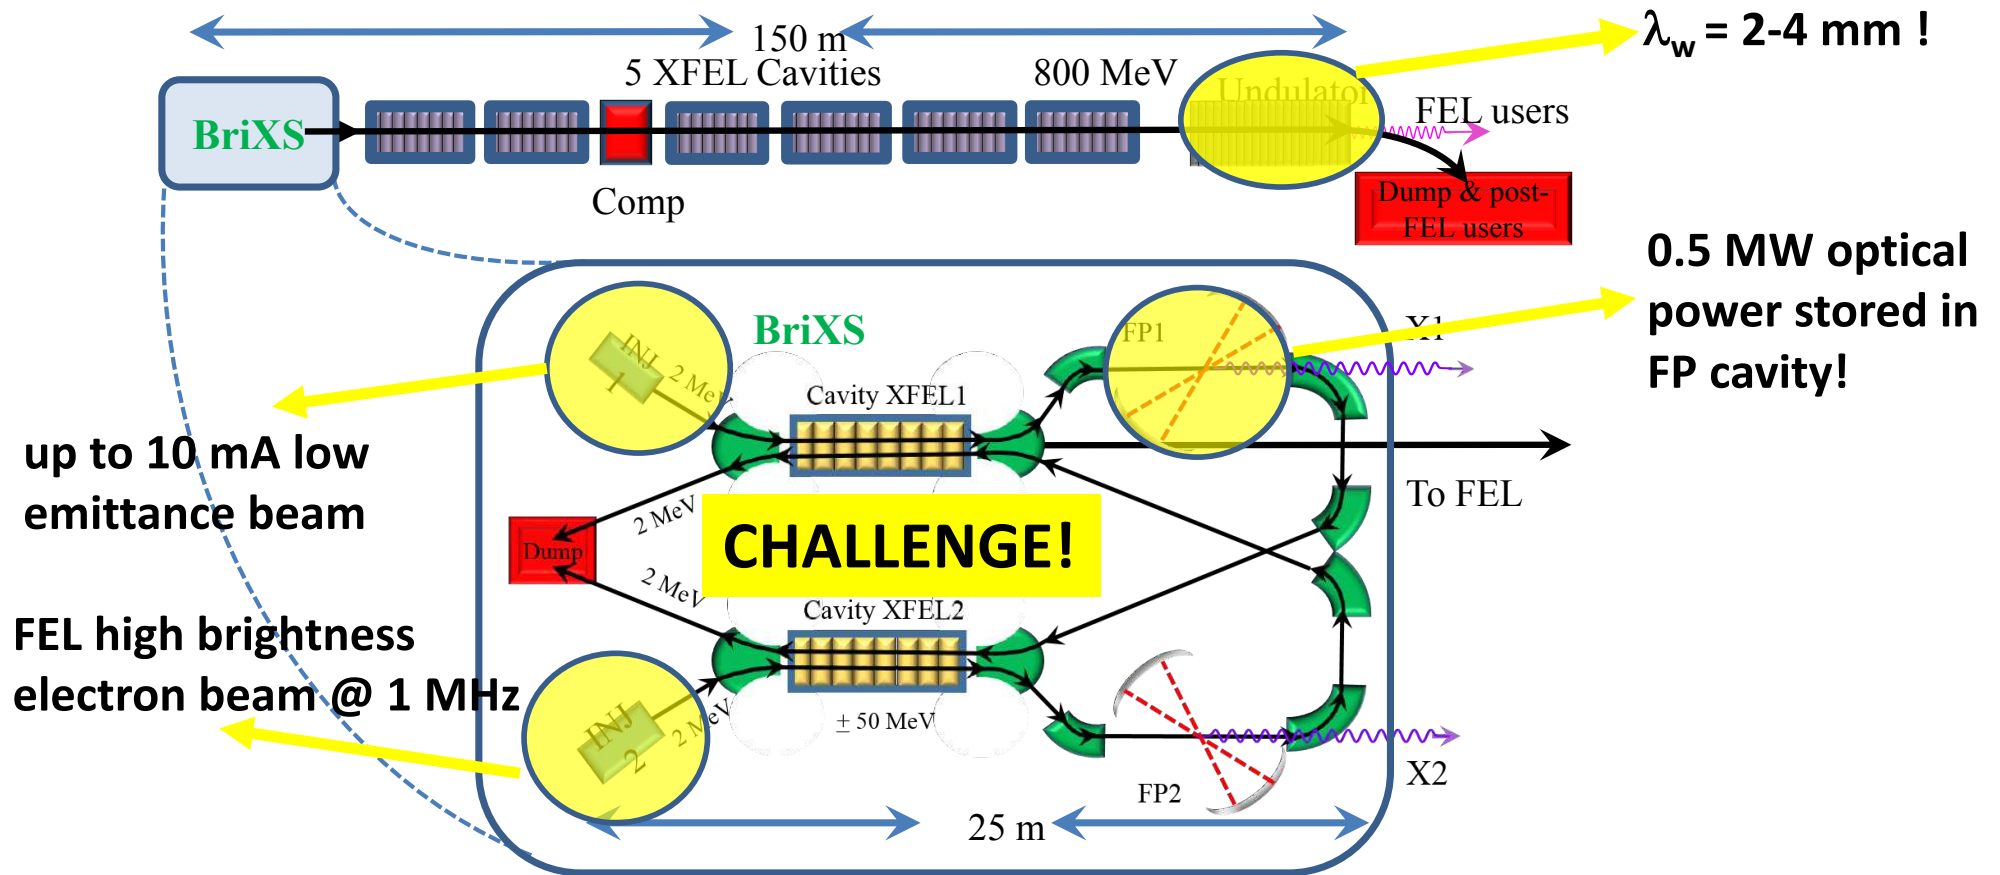 λw = 2-4 mm !
150 m
5 XFEL Cavities
800 MeV
Undulator
FEL users
BriXS
Comp
Dump & post-
FEL users
0.5 MW optical
power stored in
FP cavity!
BriXS
INJ
1
2 MeV
FP1
X1
Cavity XFEL1
up to 10 mA low
emittance beam
To FEL
2 MeV
CHALLENGE!
Dump
2 MeV
Cavity XFEL2
FEL high brightness
electron beam @ 1 MHz
INJ
2
2 MeV
± 50 MeV
X2
FP2
25 m